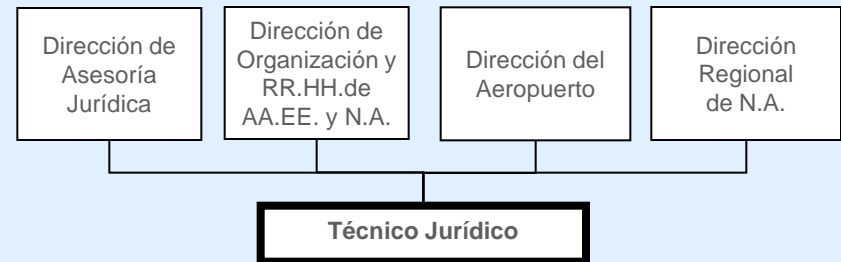 Dirección de
Asesoría
Jurídica
Dirección de
Organización y
RR.HH.de
AA.EE. y N.A.
Dirección del
Aeropuerto
Dirección
Regional
de N.A.
Técnico Jurídico